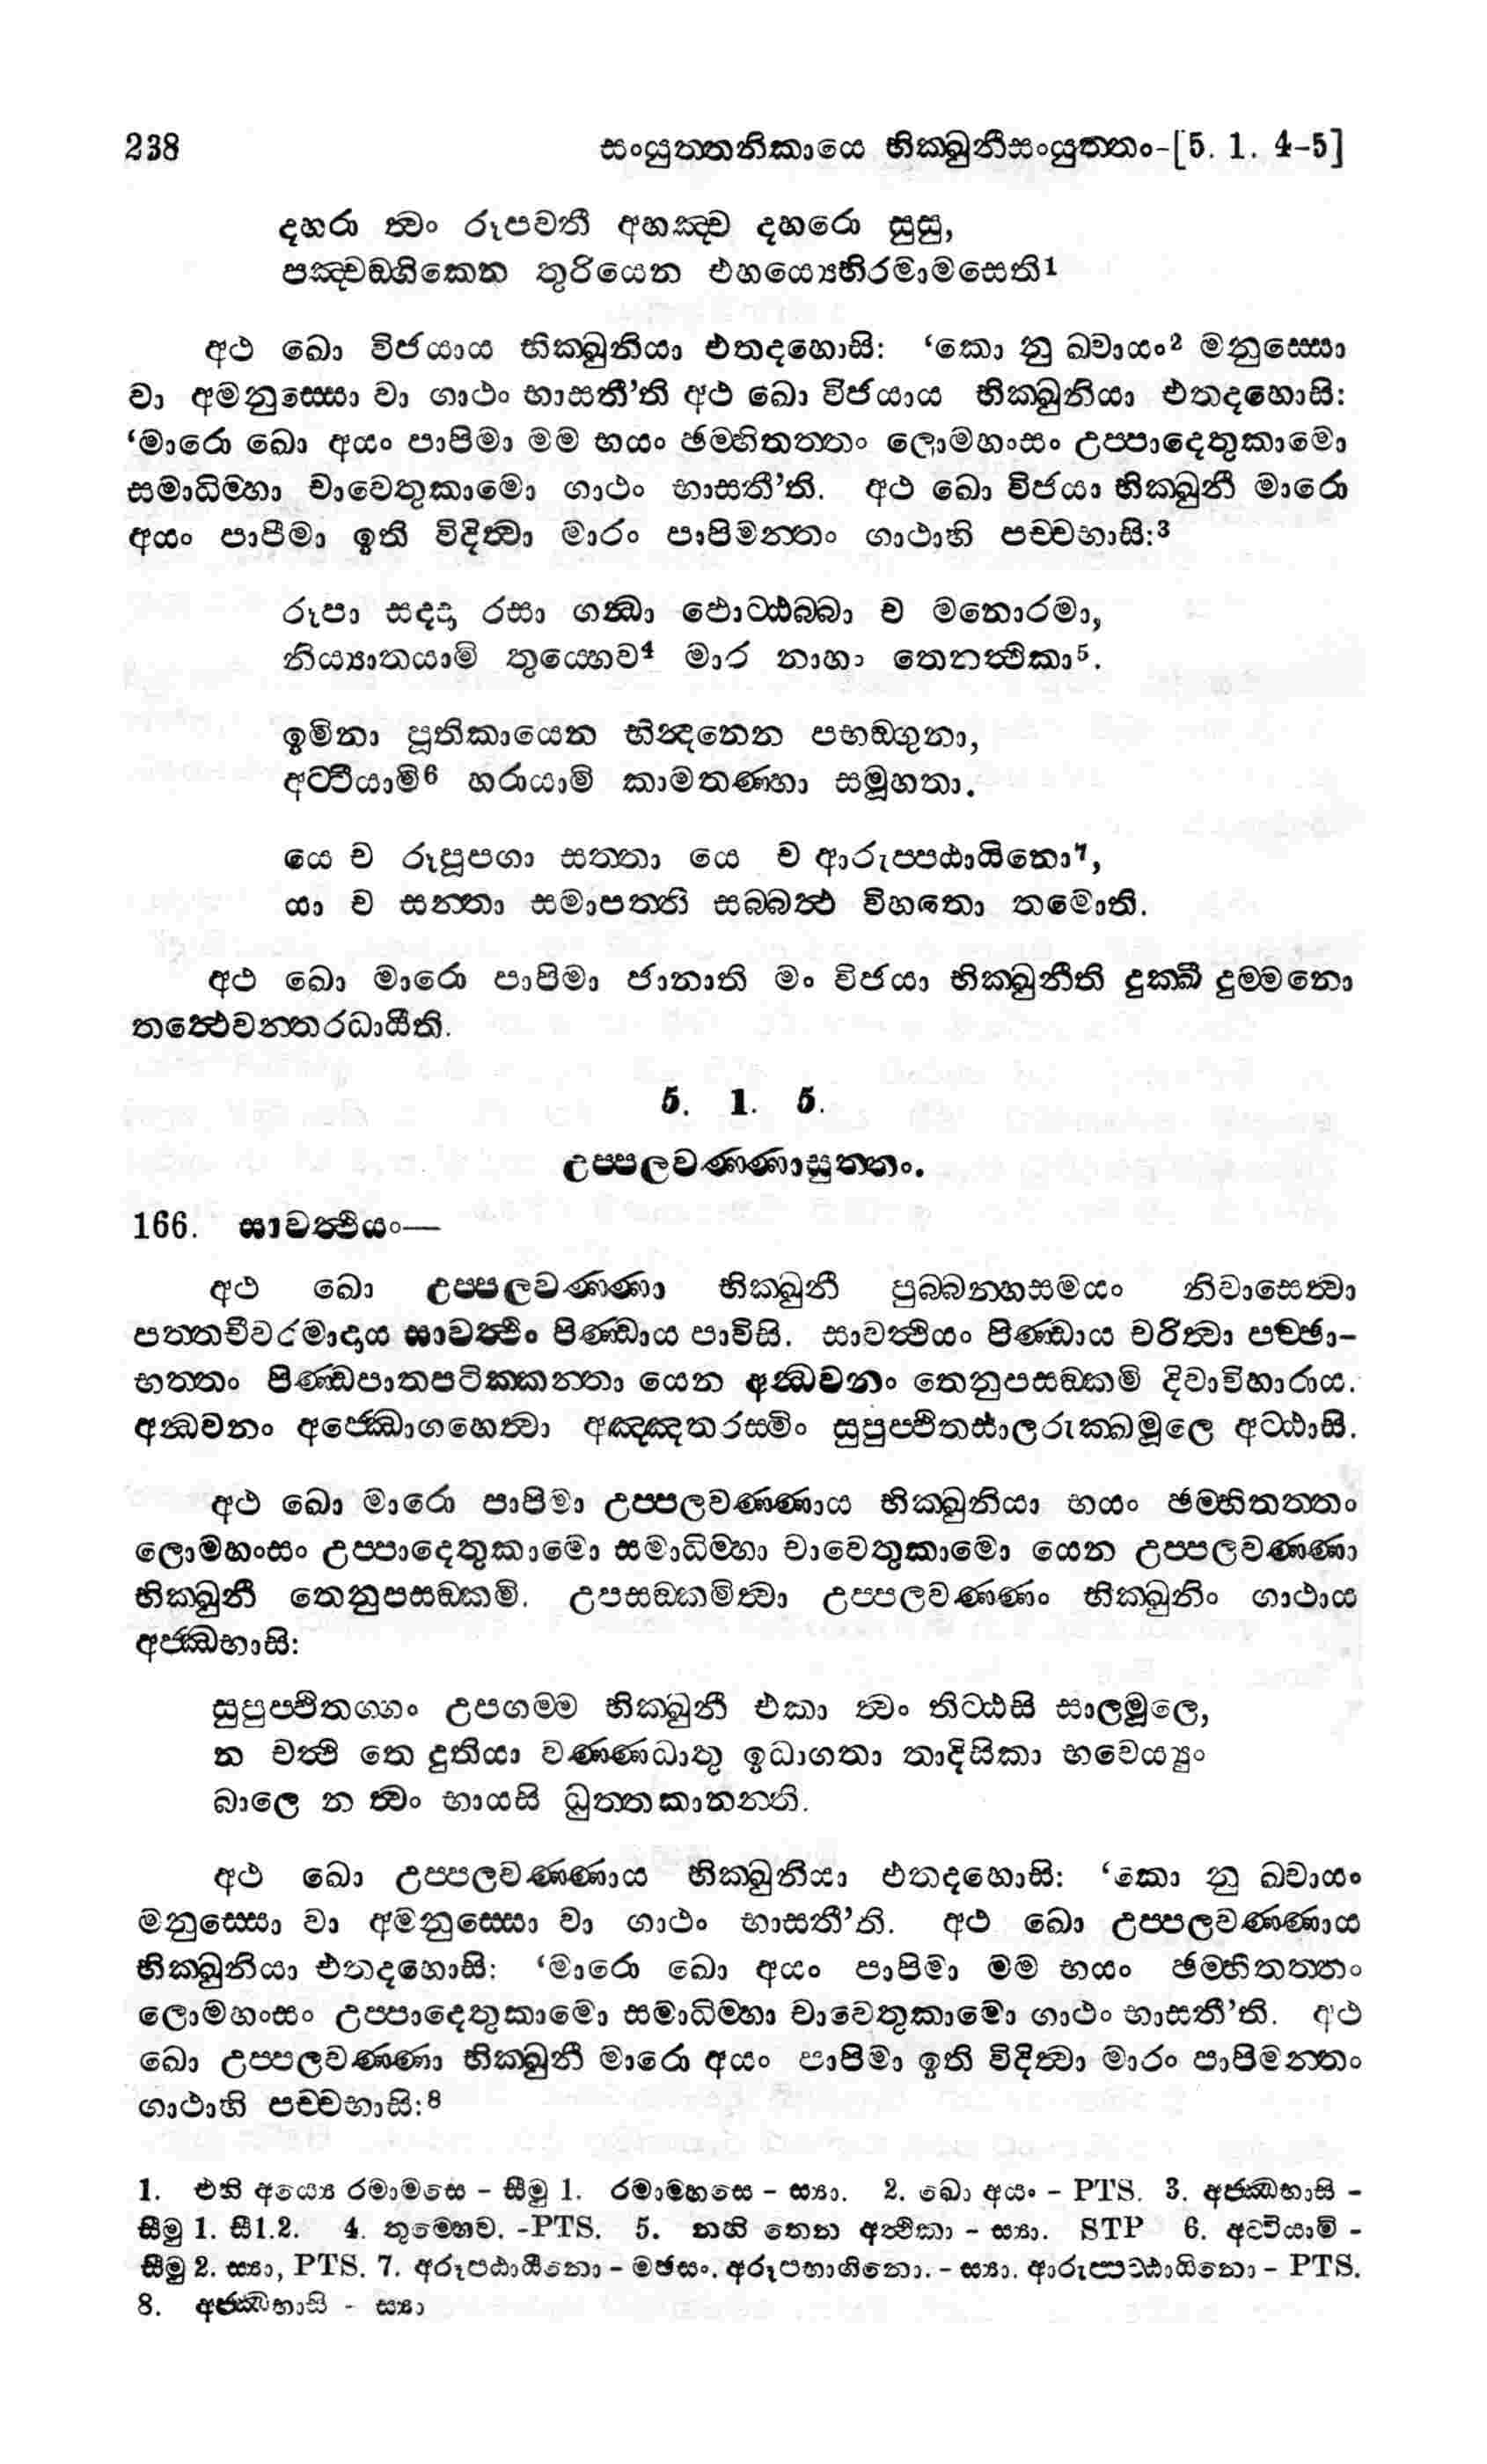 238 සංයුත්තනිකායෙ භික්ඛුනීසංයුත්තං-[5. 1. 4-5]
දහරා ත්වං රූපවතී අහඤ්ච දහරො සුසු,
පඤ්චඞ්ගිකෙන තුරියෙන එහය්‍යෙභිරමාමසෙති1
අථ ඛො විජයාය භික්ඛුනියා එතදහොසි: ‘කො නු ඛ්වායං2 මනුස්සො
වා අමනුස්සො වා ගාථං භාසතී’ති අථ ඛො විජයාය භික්ඛුනියා එතදහොසි:
‘මාරො ඛො අයං පාපිමා මම භයං ඡම්භිතත්තං ලොමහංසං උප්පාදෙතුකාමො
සමාධිම්හා චාවෙතුකාමො ගාථං භාසතී’ති. අථ ඛො විජයා භික්ඛුනී මාරො
අයං පාපිමා ඉති විදිත්වා මාරං පාපිමන්තං ගාථාහි පච්චභාසි:3
රූපා සද්දා රසා ගන්ධා ඵොට්ඨබ්බා ච මනොරමා,
නිය්‍යාතයාමි තුය්හෙව4 මාර නාහං තෙනත්ථිකා5.
ඉමිනා පූතිකායෙන භින්දනෙන පභඞ්ගුනා,
අට්ටීයාමි6 හරායාමි කාමතණ්හා සමූහතා.
යෙ ච රූපූපගා සත්තා යෙ ච ආරුප්පඨායිනො7,
යා ච සන්තා සමාපත්ති සබ්බත්ථ විහතො තමොති.
අථ ඛො මාරො පාපිමා ජානාති මං විජයා භික්ඛුනීති දුක්ඛී දුම්මනො
තත්ථෙවන්තරධායීති.
5. 1. 5.
උප්පලවණ්ණාසුත්තං.
166. සාවත්ථියං—
අථ ඛො උප්පලවණ්ණා භික්ඛුනී පුබ්බන්හසමයං නිවාසෙත්වා
පත්තචීවරමාදාය සාවත්ථිං පිණ්ඩාය පාවිසි. සාවත්ථියං පිණ්ඩාය චරිත්වා පච්ඡා-
භත්තං පිණ්ඩපාතපටික්කන්තා යෙන අන්ධවනං තෙනුපසඞ්කමි දිවාවිහාරාය.
අන්ධවනං අජ්ඣොගහෙත්වා අඤ්ඤතරස්මිං සුපුප්ඵිතසාලරුක්ඛමූලෙ අට්ඨාසි.
අථ ඛො මාරො පාපිමා උප්පලවණ්ණාය භික්ඛුනියා භයං ඡම්භිතත්තං
ලොමහංසං උප්පාදෙතුකාමො සමාධිම්හා චාවෙතුකාමො යෙන උප්පලවණ්ණා
භික්ඛුනී තෙනුපසඞ්කමි. උපසඞ්කමිත්වා උප්පලවණ්ණං භික්ඛුනිං ගාථාය
අජ්ඣභාසි:
සුපුප්ඵිතග්ගං උපගම්ම භික්ඛුනී එකා ත්වං තිට්ඨසි සාලමූලෙ,
න චත්ථි තෙ දුතියා වණ්ණධාතු ඉධාගතා තාදිසිකා භවෙය්‍යුං
බාලෙ න ත්වං භායසි ධුත්තකානන්ති.
අථ ඛො උප්පලවණ්ණාය භික්ඛුනියා එතදහොසි: ‘කො නු ඛ්වායං
මනුස්සො වා අමනුස්සො වා ගාථං භාසතී’ති. අථ ඛො උප්පලවණ්ණාය
භික්ඛුනියා එතදහොසි: ‘මාරො ඛො අයං පාපිමා මම භයං ඡම්භිතත්තං
ලොමහංසං උප්පාදෙතුකාමො සමාධිම්හා චාවෙතුකාමො ගාථං භාසතී’ති. අථ
ඛො උප්පලවණ්ණා භික්ඛුනී මාරො අයං පාපිමා ඉති විදිත්වා මාරං පාපිමන්තං
ගාථාහි පච්චභාසි:8
1. එහි අය්‍යෙ රමාමසෙ - සීමු 1. රමාමහසෙ - ස්‍යා. 2. ඛො අයං - PTS. 3. අජ්ඣභාසි -
සීමු 1. සී1.2. 4. තුම්හෙව. -PTS. 5. නහි තෙන අත්ථිකා - ස්‍යා. STP 6. අට්ටියාමි -
සීමු 2. ස්‍යා, PTS. 7. අරූපඨායිනො - මජසං. අරූපභාගිනො. - ස්‍යා. ආරුප්පට්ඨායිනො - PTS.
8. අජ්ඣභාසි - ස්‍යා